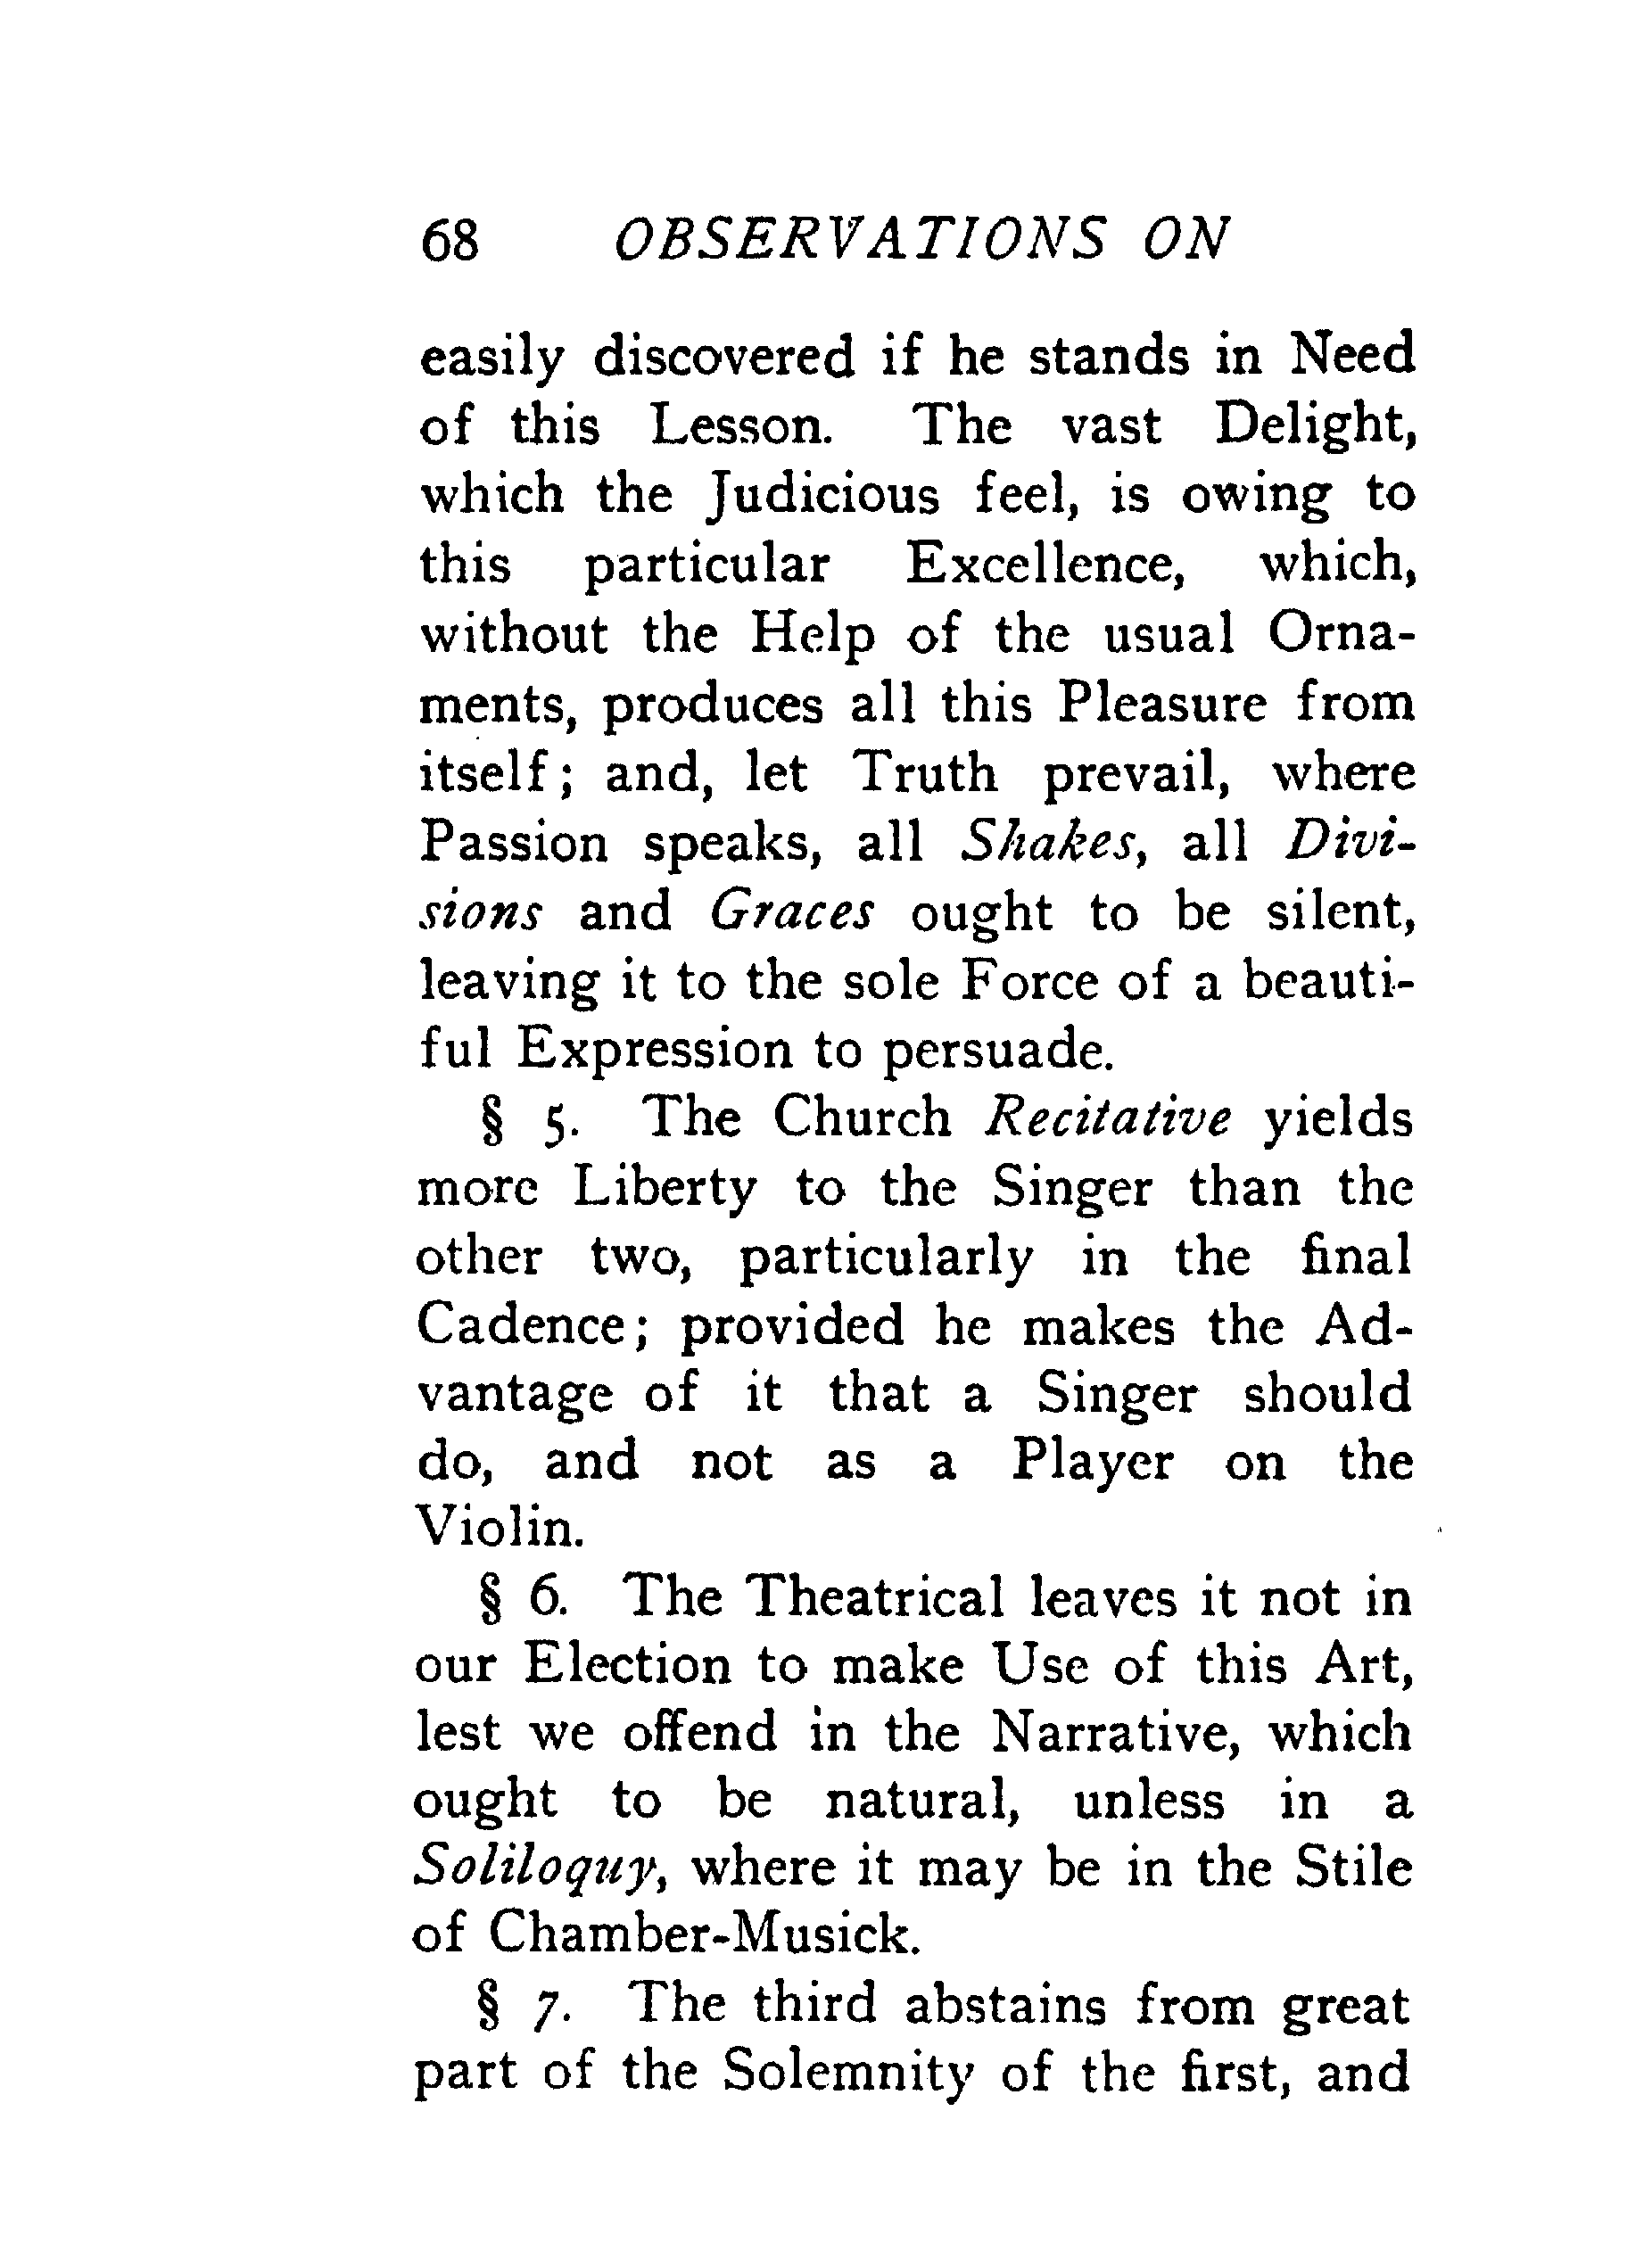 68 OBSERVATIONS ON
easily discovered if he stands in Need
of this Lesson. The vast Delight,
which the Judicious feel, is owing to
this particular Excellence, which,
without the Help of the usual Orna-
ments, produces all this Pleasure from
itself; and, let Truth prevail, where
Passion speaks, all Shakes, all Divi-
sions and Graces ought to be silent,
leaving it to the sole Force of a beauti-
ful Expression to persuade.
§ 5. The Church Recitative yields
more Liberty to the Singer than the
other two, particularly in the final
Cadence; provided he makes the Ad-
vantage of it that a Singer should
do, and not as a Player on the
Violin.
§ 6. The Theatrical leaves it not in
our Election to make Use of this Art,
lest we offend in the Narrative, which
ought to be natural, unless in a
Soliloquy, where it may be in the Stile
of Chamber-Musick.
§ 7. The third abstains from great
part of the Solemnity of the first, and